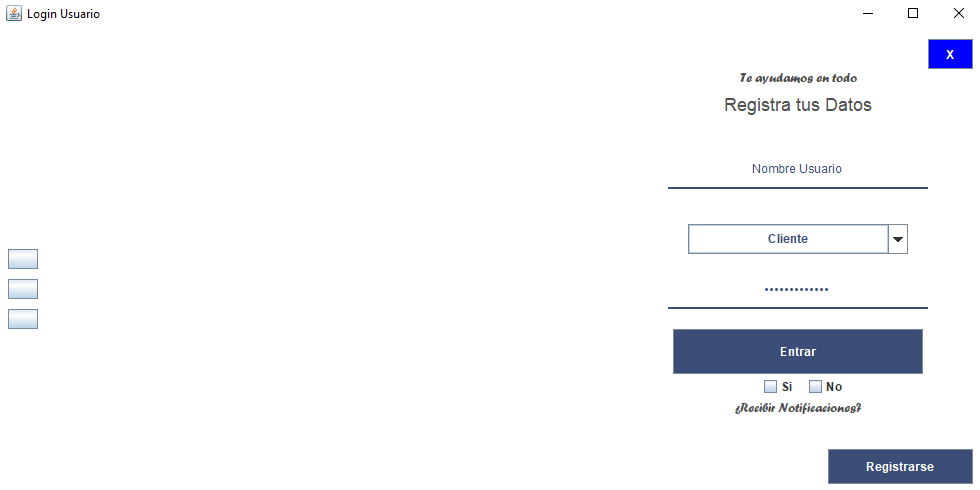 Login Usuario
X
Te ayudamos en todo
Registra tus Datos
Nombre Usuario
Cliente
•••••••••••••
Entrar
Si No
¿Recibir Notificaciones?
Registrarse